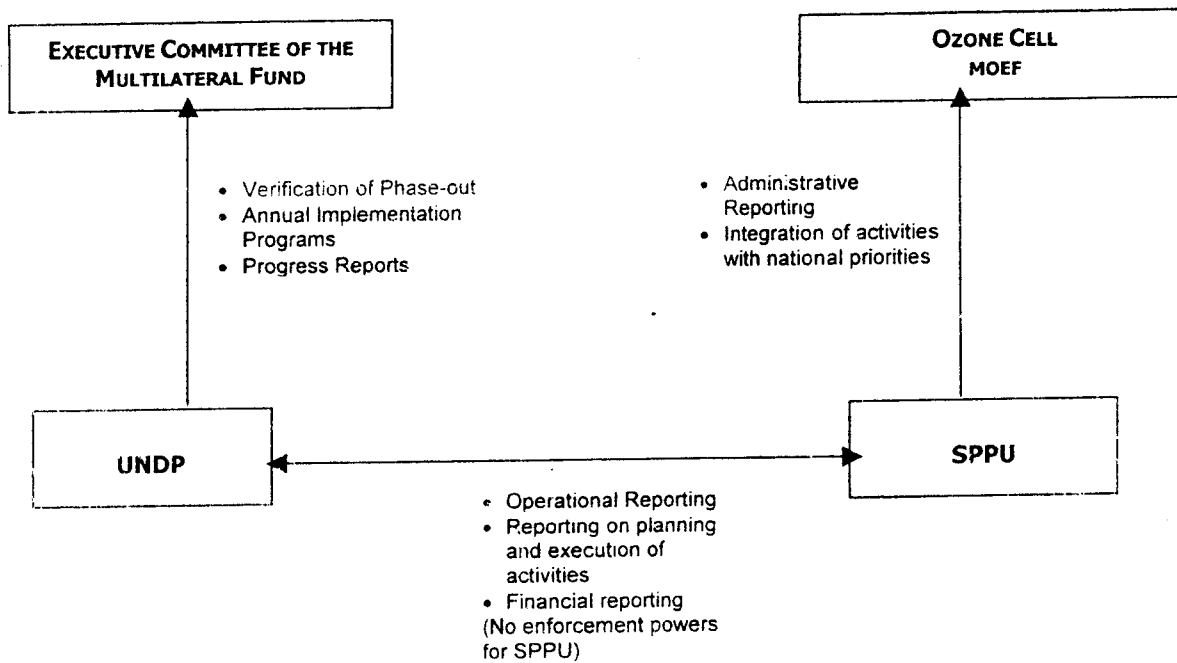 EXECUTIVE COMMITTEE OF THE
MULTILATERAL FUND
OZONE CELL
MOEF
• Verification of Phase-out
• Annual Implementation
Programs
• Progress Reports
• Administrative
Reporting
• Integration of activities
with national priorities
UNDP
SPPU
• Operational Reporting
• Reporting on planning
and execution of
activities
• Financial reporting
(No enforcement powers
for SPPU)